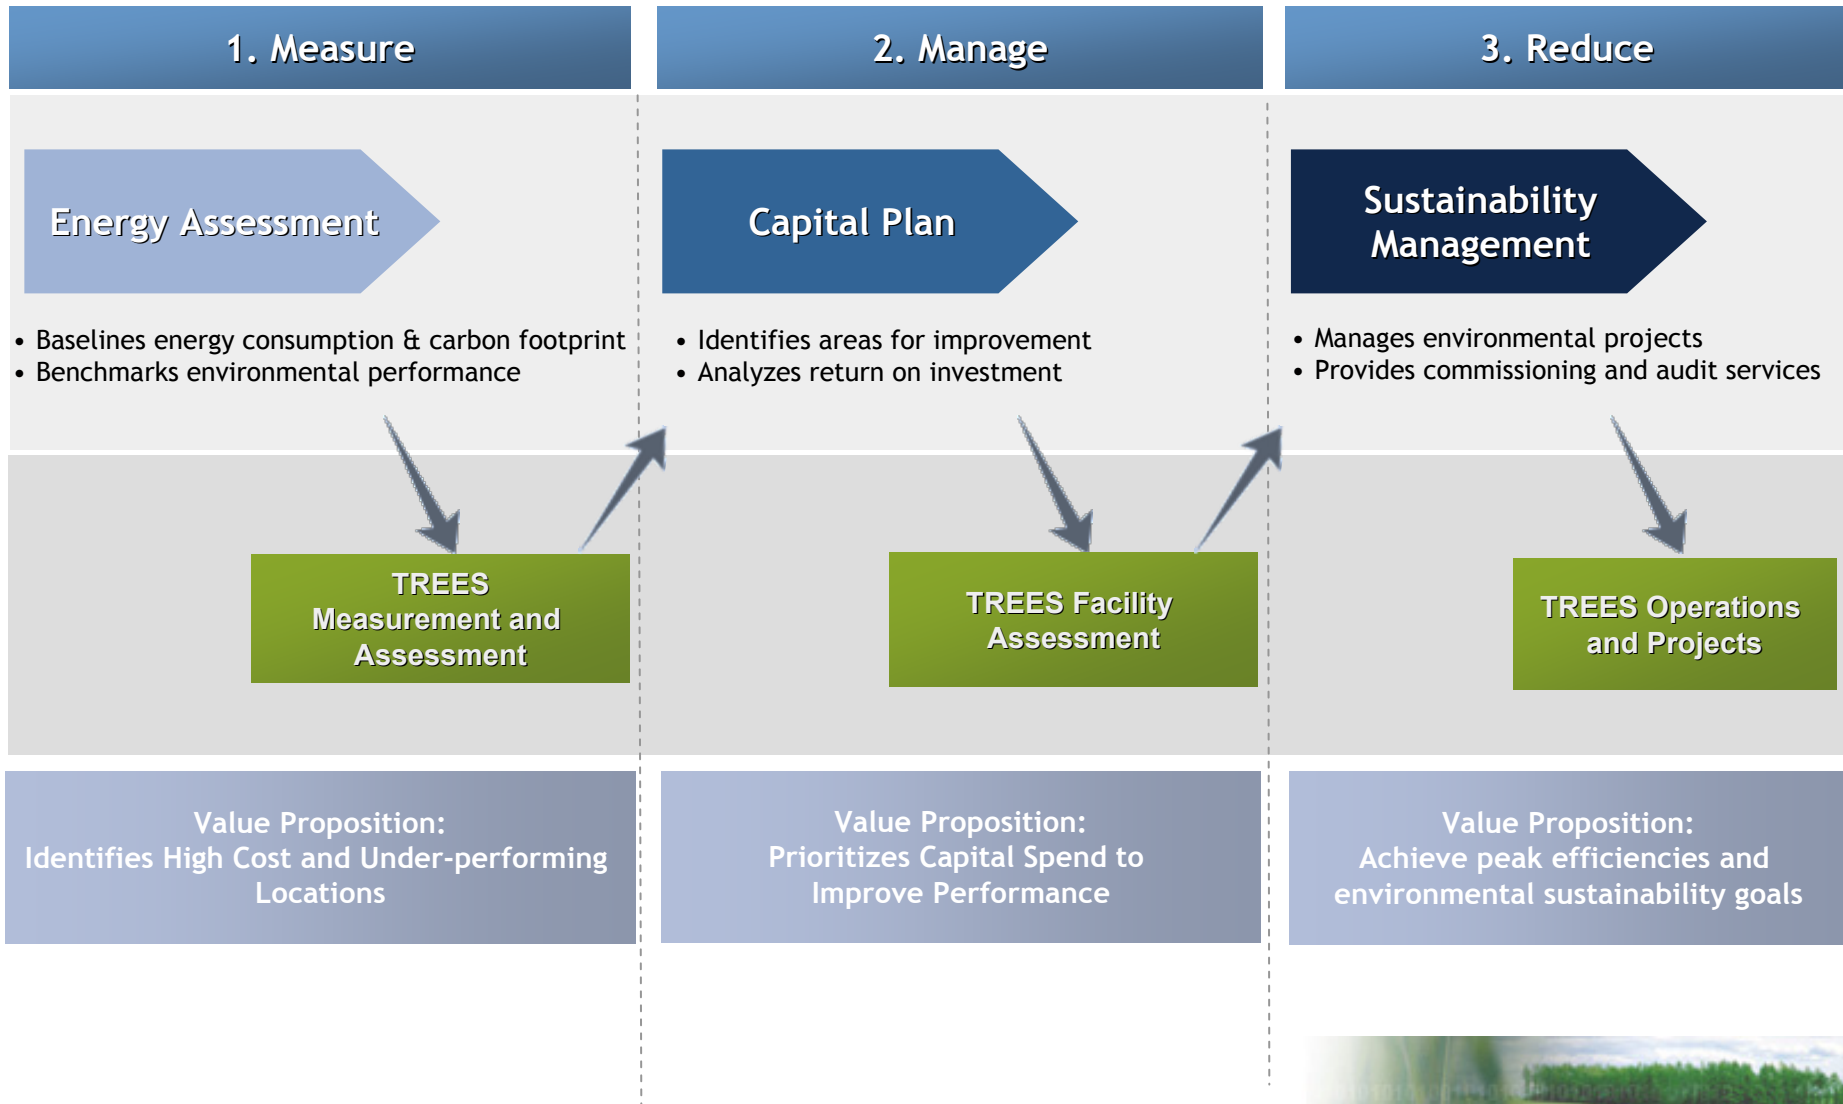 1. Measure
2. Manage
3. Reduce
Energy Assessment
Capital Plan
Sustainability
Management
• Baselines energy consumption & carbon footprint
• Benchmarks environmental performance
• Identifies areas for improvement
• Analyzes return on investment
• Manages environmental projects
• Provides commissioning and audit services
TREES
Measurement and
Assessment
TREES Facility
Assessment
TREES Operations
and Projects
Value Proposition:
Identifies High Cost and Under-performing
Locations
Value Proposition:
Prioritizes Capital Spend to
Improve Performance
Value Proposition:
Achieve peak efficiencies and
environmental sustainability goals